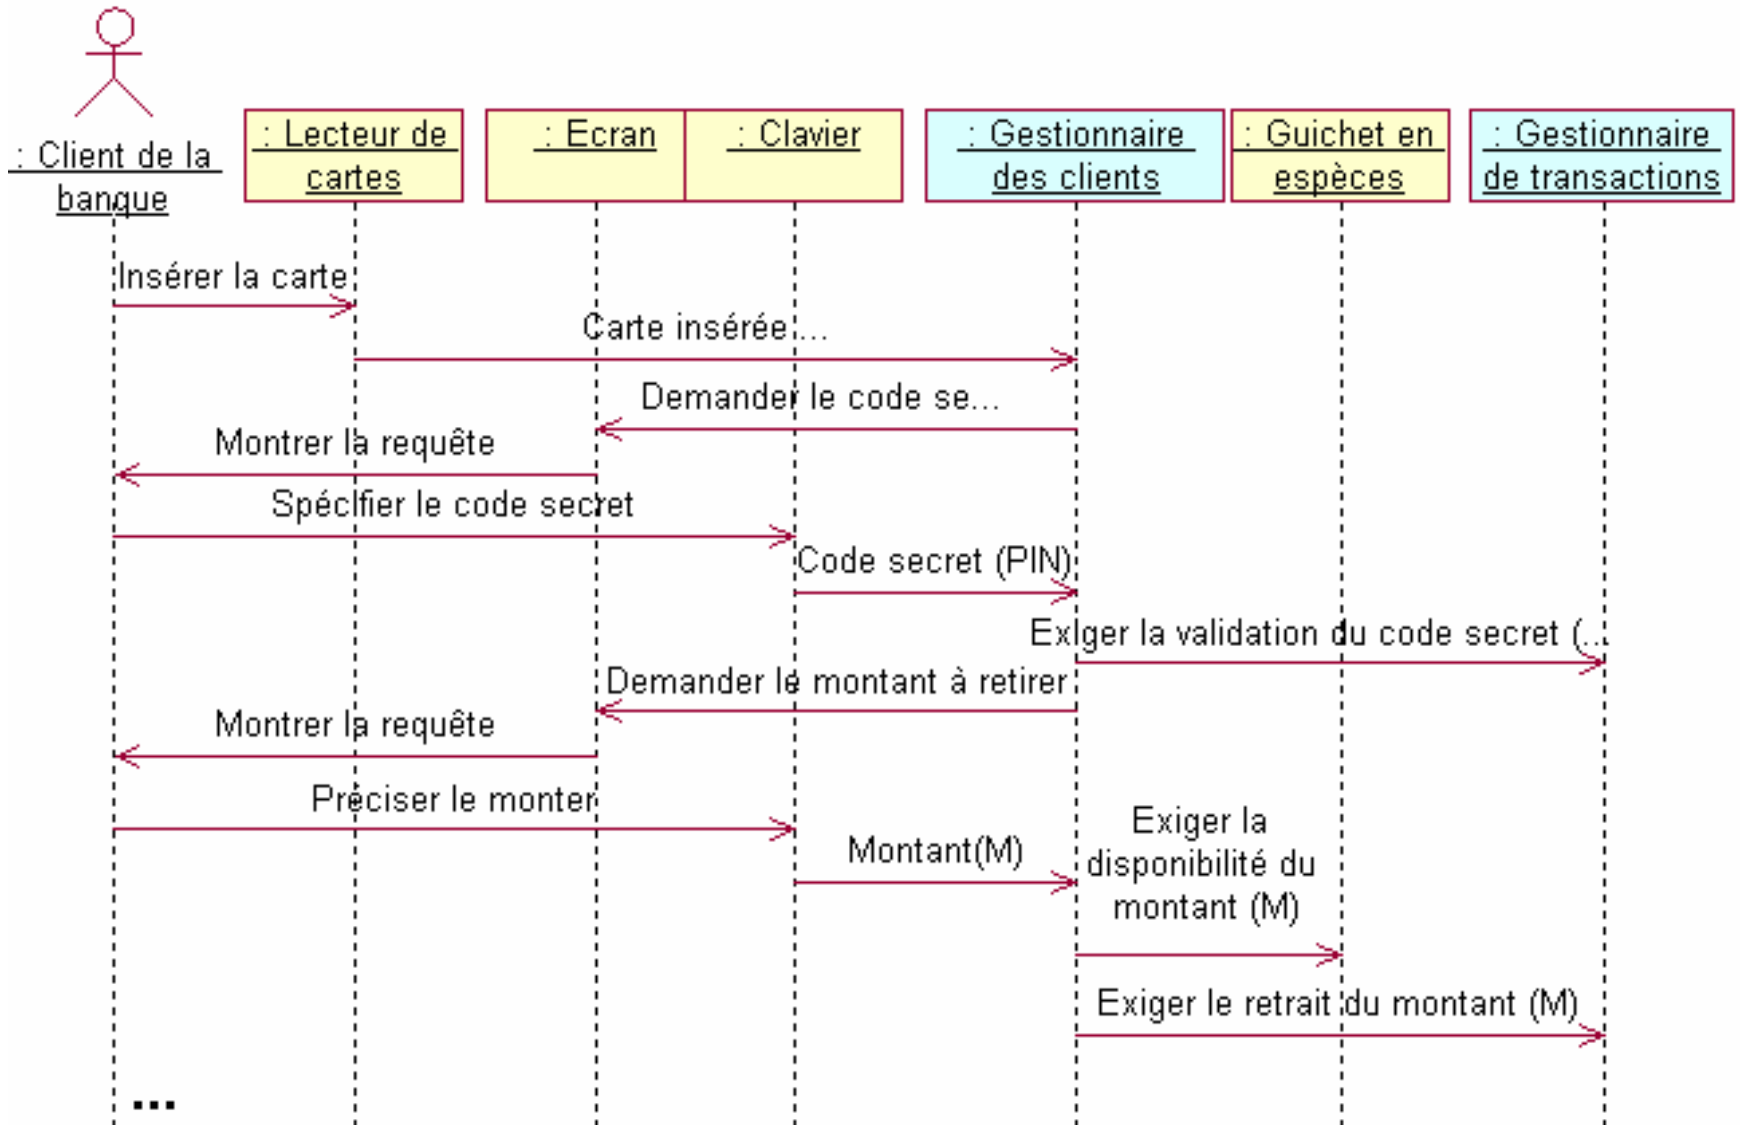 : Client de la
banque
: Lecteur de
cartes
: Ecran
: Clavier
: Gestionnaire
des clients
: Guichet en
espèces
: Gestionnaire
de transactions
Insérer la carte
Carte insérée ...
Demander le code se...
Montrer la requête
Spécifier le code secret
Code secret (PIN)
Exiger la validation du code secret (...
Demander le montant à retirer
Montrer la requête
Préciser le monter
Montant(M)
Exiger la
disponibilité du
montant (M)
Exiger le retrait du montant (M)
...